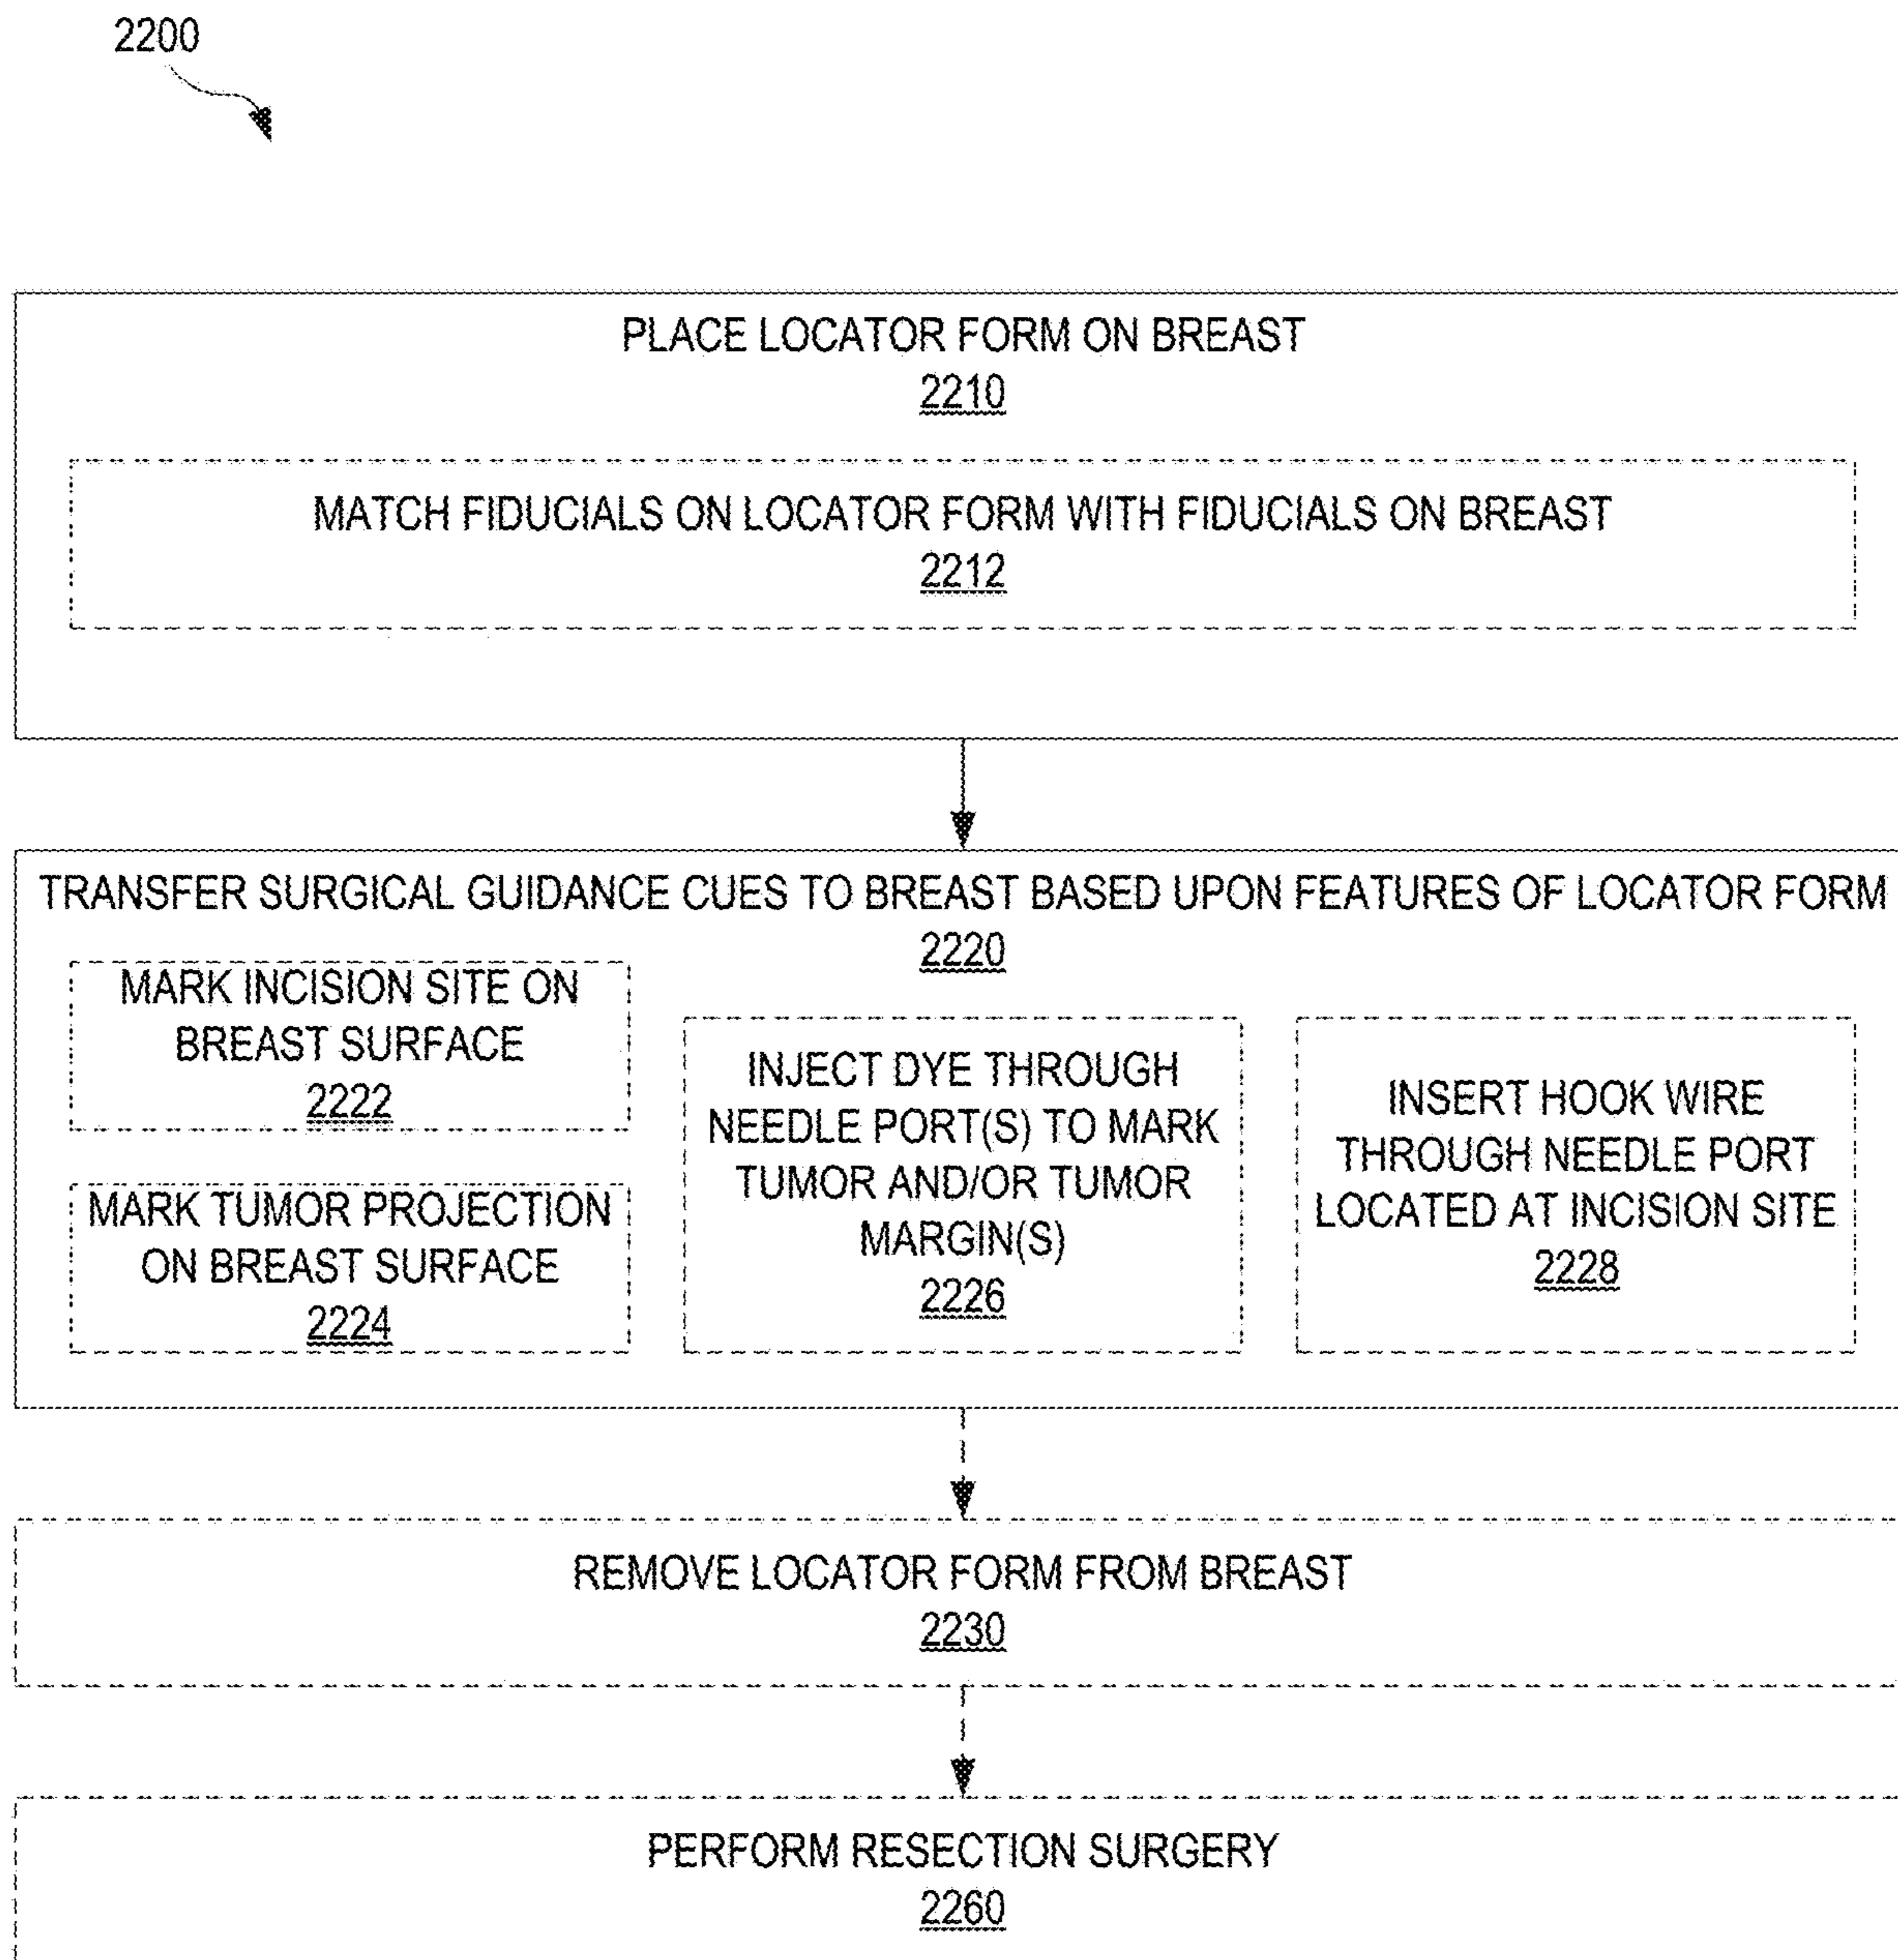 2200
PLACE LOCATOR FORM ON BREAST
2210
MATCH FIDUCIALS ON LOCATOR FORM WITH FIDUCIALS ON BREAST
2212
TRANSFER SURGICAL GUIDANCE CUES TO BREAST BASED UPON FEATURES OF LOCATOR FORM
2220
MARK INCISION SITE ON
BREAST SURFACE
2222
MARK TUMOR PROJECTION
ON BREAST SURFACE
2224
INJECT DYE THROUGH
NEEDLE PORT(S) TO MARK
TUMOR AND/OR TUMOR
MARGIN(S)
2226
INSERT HOOK WIRE
THROUGH NEEDLE PORT
LOCATED AT INCISION SITE
2228
REMOVE LOCATOR FORM FROM BREAST
2230
PERFORM RESECTION SURGERY
2260